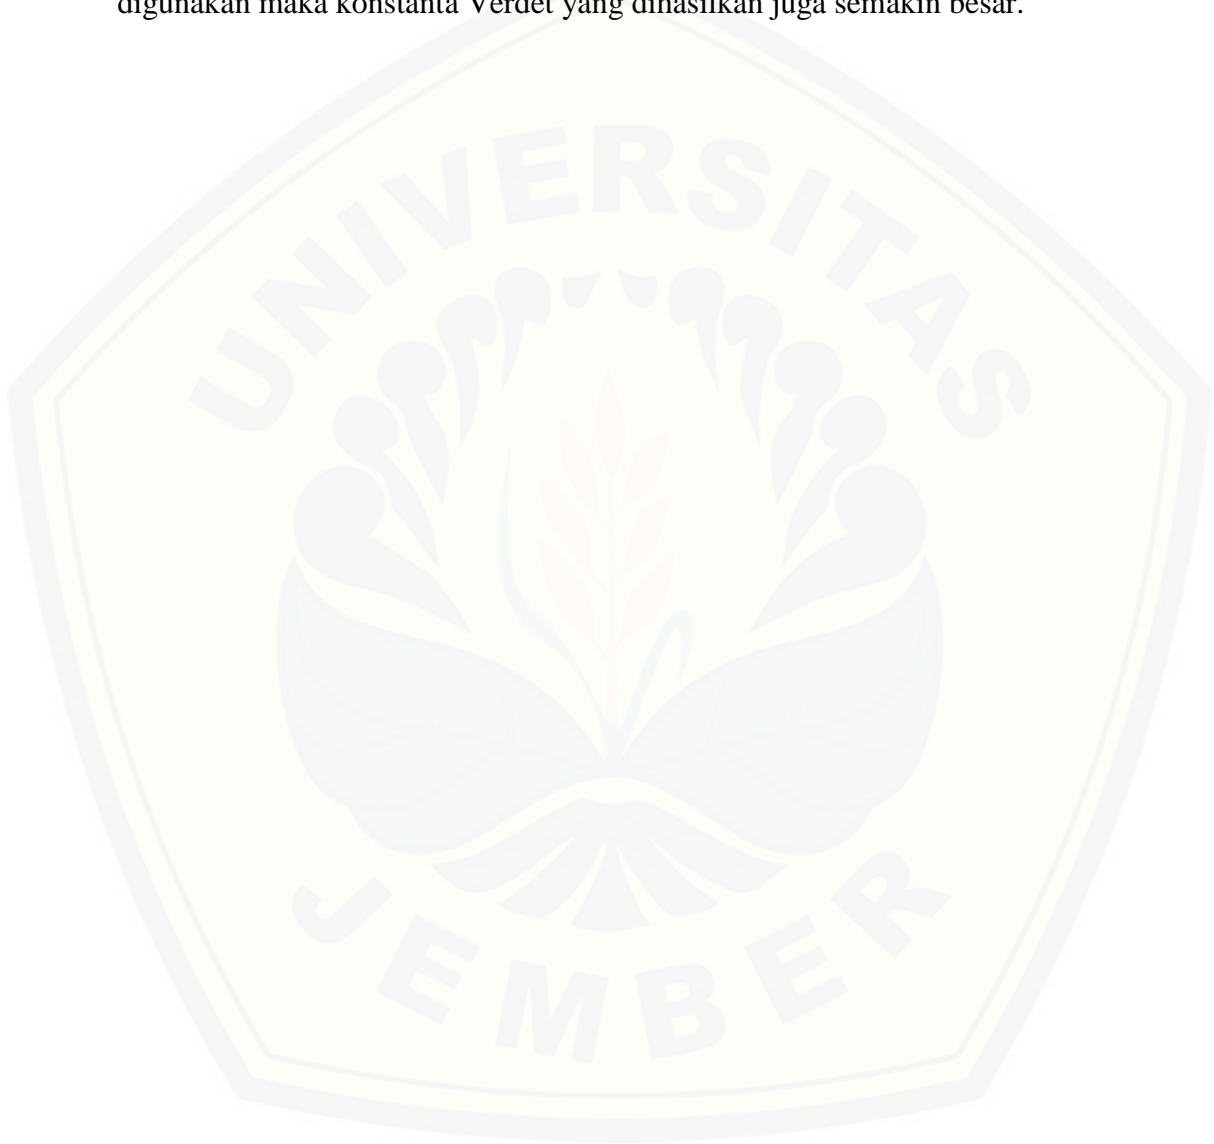 digunakan maka konstanta Verdet yang dihasilkan juga semakin besar.
UNIVERSITAS
JEMBER